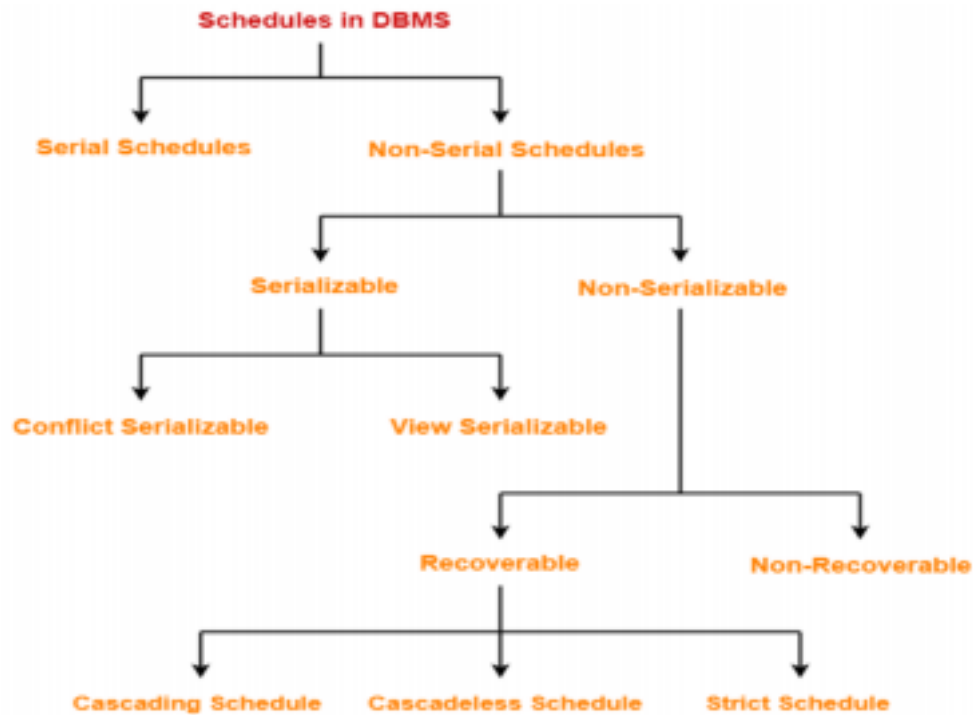 Schedules in DBMS
Serial Schedules
Non-Serial Schedules
Serializable
Non-Serializable
Conflict Serializable
View Serializable
Recoverable
Non-Recoverable
Cascading Schedule
Cascadeless Schedule
Strict Schedule